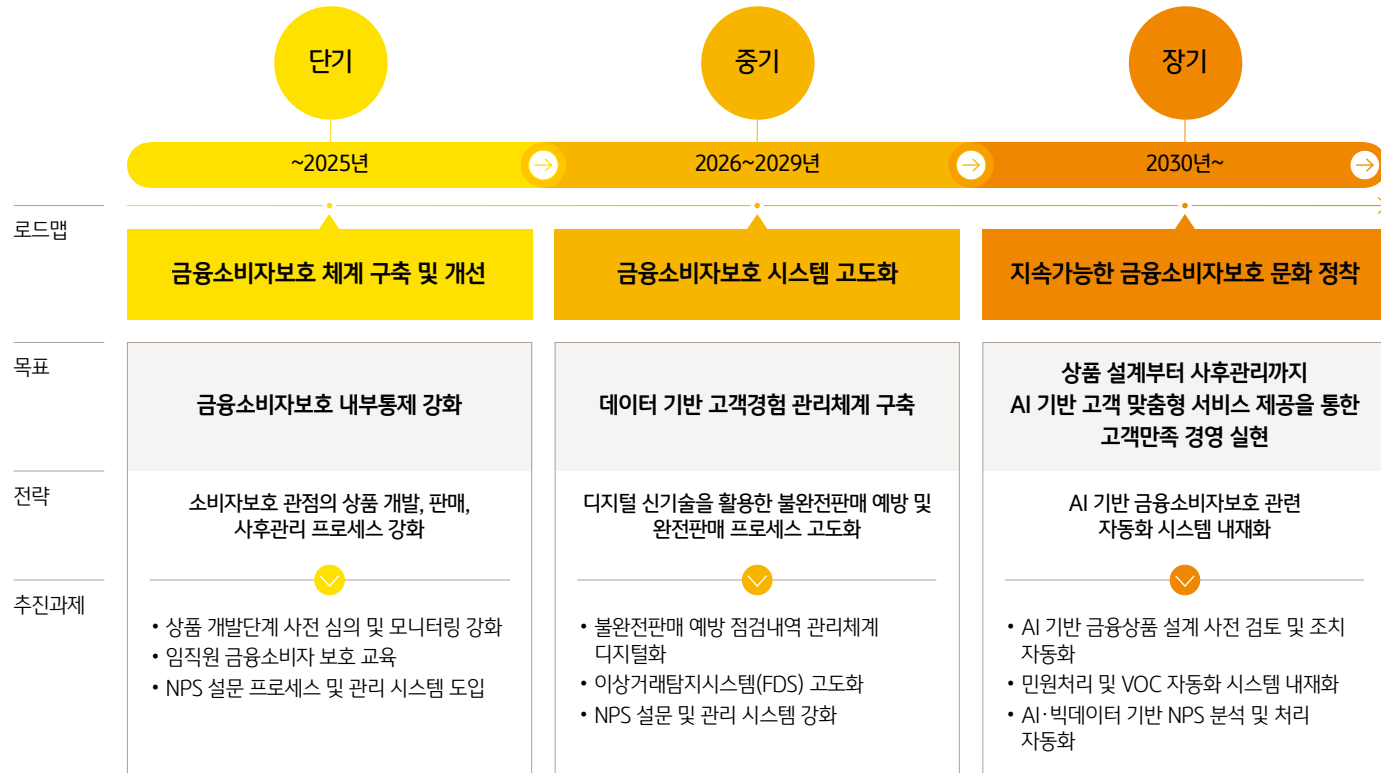 단기
중기
장기
~2025년
2026~2029년
2030년~
로드맵
금융소비자보호 체계 구축 및 개선
금융소비자보호 시스템 고도화
지속가능한 금융소비자보호 문화 정착
목표
금융소비자보호 내부통제 강화
데이터 기반 고객경험 관리체계 구축
상품 설계부터 사후관리까지
AI 기반 고객 맞춤형 서비스 제공을 통한
고객만족 경영 실현
전략
소비자보호 관점의 상품 개발, 판매,
사후관리 프로세스 강화
디지털 신기술을 활용한 불완전판매 예방 및
완전판매 프로세스 고도화
AI 기반 금융소비자보호 관련
자동화 시스템 내재화
추진과제
• 상품 개발단계 사전 심의 및 모니터링 강화
• 임직원 금융소비자 보호 교육
• NPS 설문 프로세스 및 관리 시스템 도입
• 불완전판매 예방 점검내역 관리체계
디지털화
• 이상거래탐지시스템(FDS) 고도화
• NPS 설문 및 관리 시스템 강화
• AI 기반 금융상품 설계 사전 검토 및 조치
자동화
• 민원처리 및 VOC 자동화 시스템 내재화
• AI·빅데이터 기반 NPS 분석 및 처리
자동화